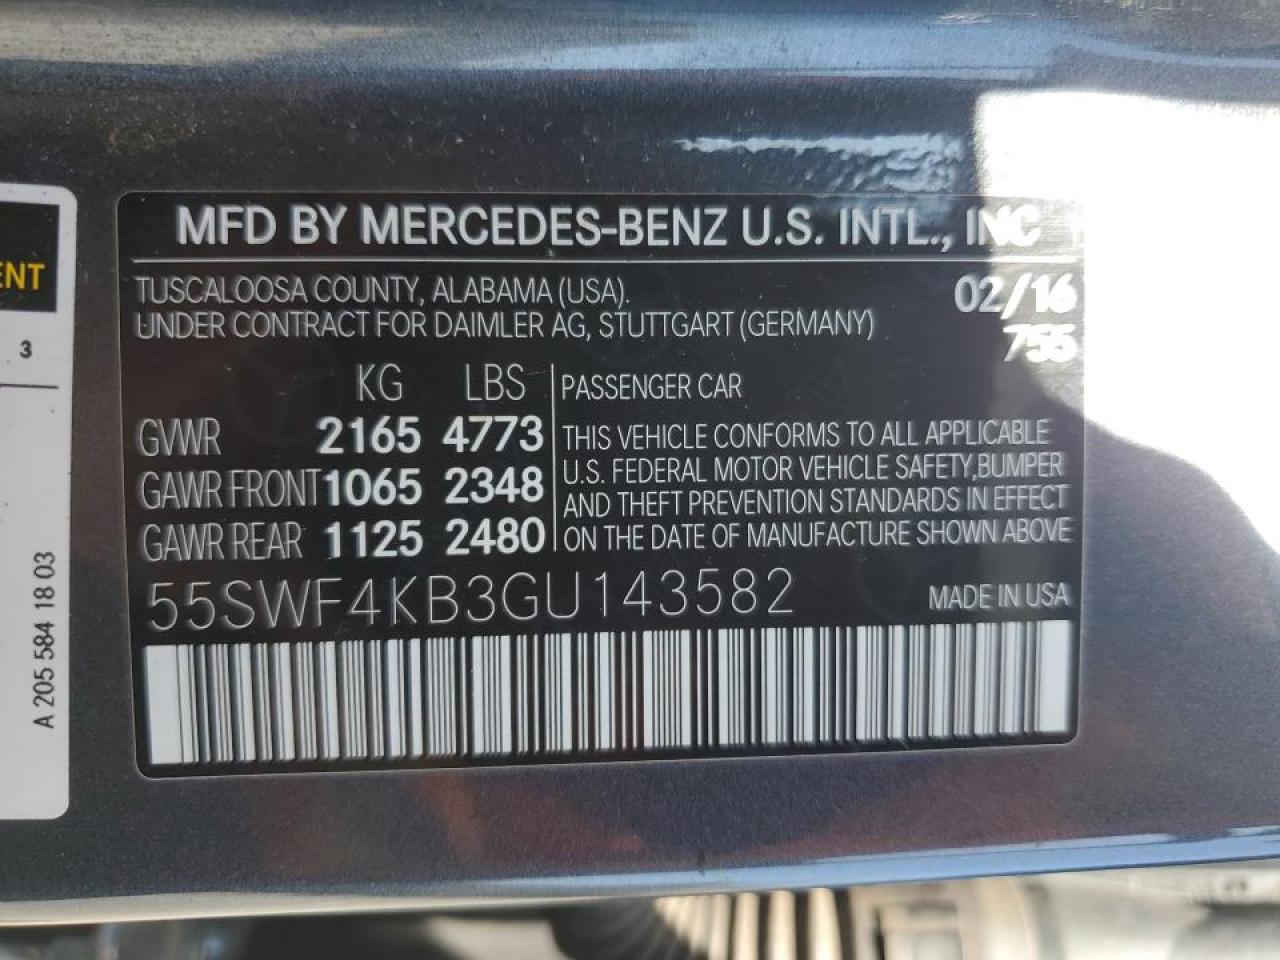 MFD BY MERCEDES-BENZ U.S. INTL., INC
TUSCALOOSA COUNTY, ALABAMA (USA). 02/16
UNDER CONTRACT FOR DAIMLER AG, STUTTGART (GERMANY) 755
KG LBS PASSENGER CAR
GVWR 2165 4773 THIS VEHICLE CONFORMS TO ALL APPLICABLE
GAWR FRONT 1065 2348 U.S. FEDERAL MOTOR VEHICLE SAFETY, BUMPER
AND THEFT PREVENTION STANDARDS IN EFFECT
GAWR REAR 1125 2480 ON THE DATE OF MANUFACTURE SHOWN ABOVE
55SWF4KB3GU143582 MADE IN USA
3
A 205 584 18 03